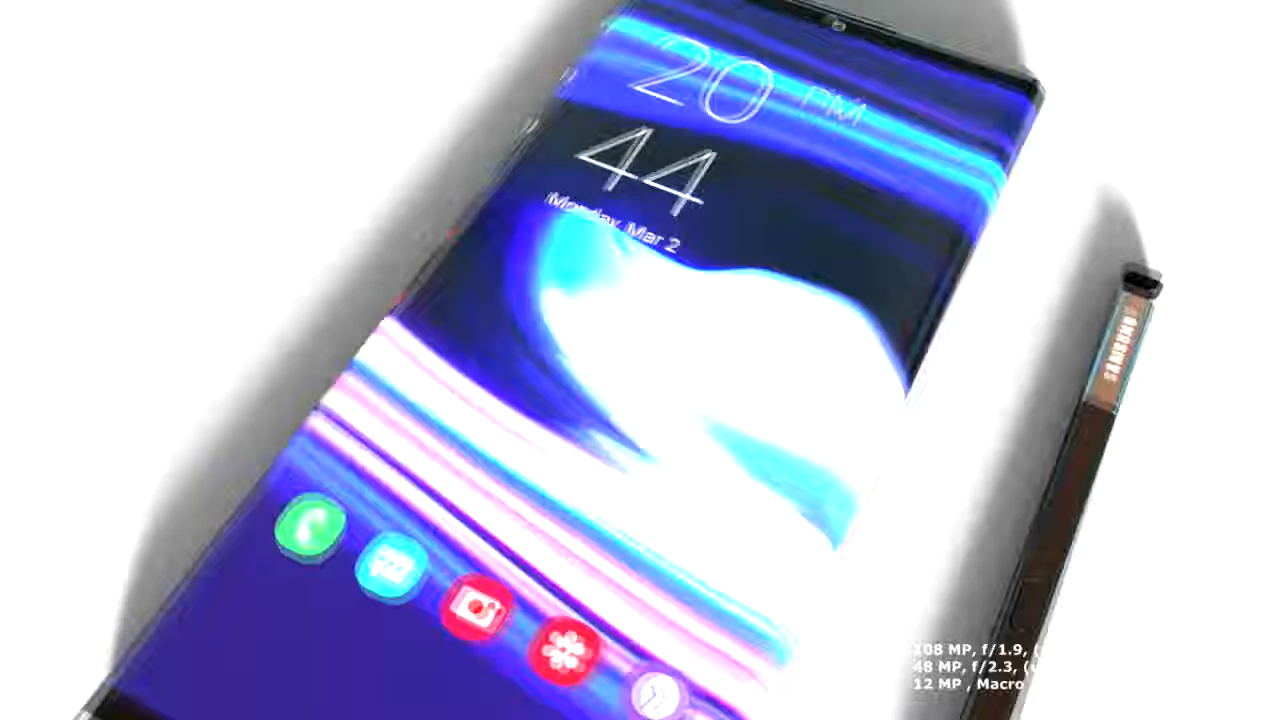 20 PM
44
Monday, Mar 2
SAMSUNG
108 MP, f/1.9, (
48 MP, f/2.3, (
12 MP , Macro